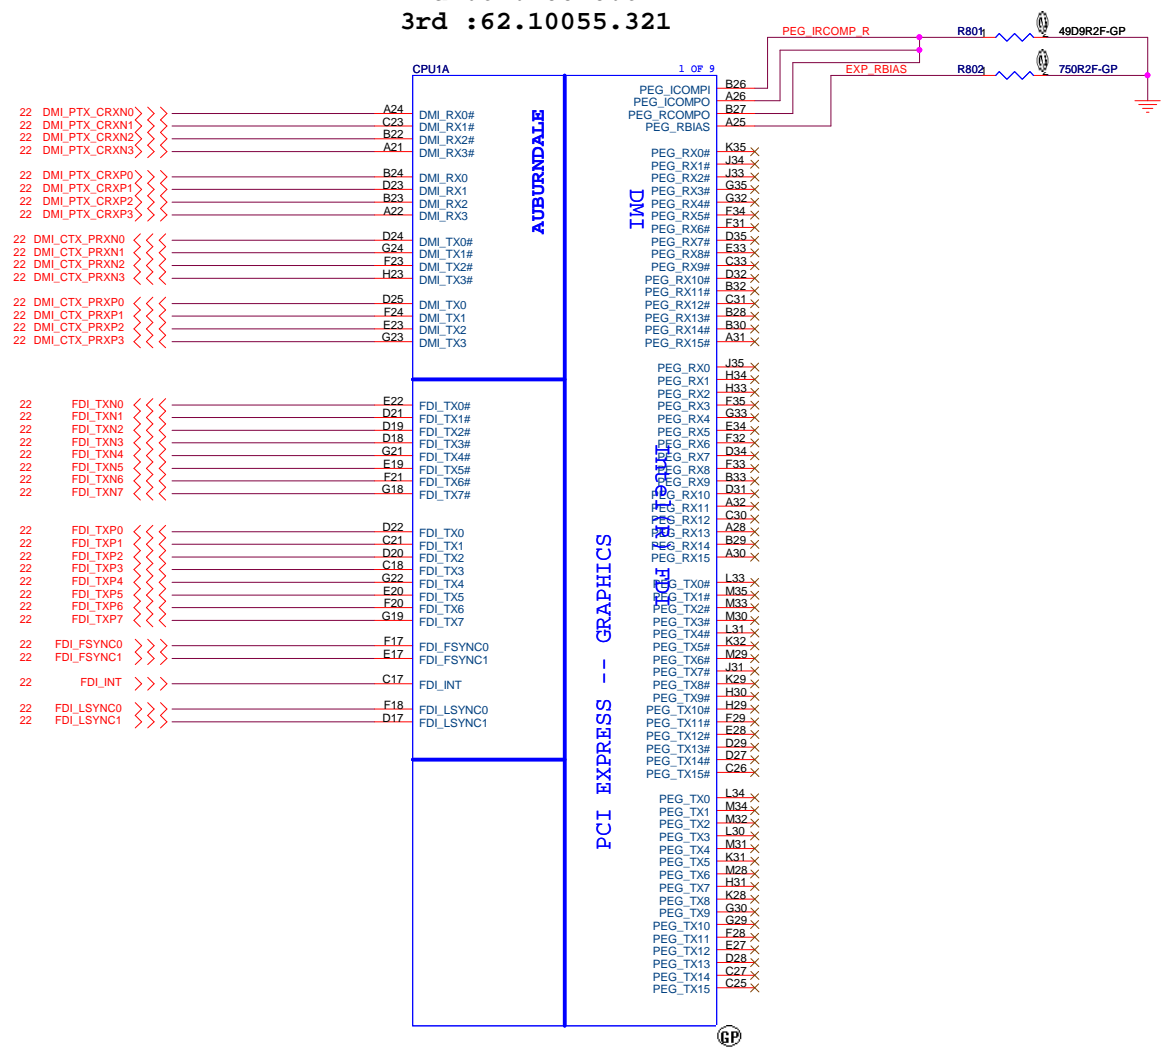 3rd :62.10055.321
PEG_IRCOMP_R R801 49D9R2F-GP
EXP_RBIAS R802 750R2F-GP
CPU1A 1 OF 9
AUBURNDALE
DMI
Intel(R) FDI
PCI EXPRESS -- GRAPHICS
22 DMI_PTX_CRXN0 A24 DMI_RX0#
22 DMI_PTX_CRXN1 C23 DMI_RX1#
22 DMI_PTX_CRXN2 B22 DMI_RX2#
22 DMI_PTX_CRXN3 A21 DMI_RX3#
22 DMI_PTX_CRXP0 B24 DMI_RX0
22 DMI_PTX_CRXP1 D23 DMI_RX1
22 DMI_PTX_CRXP2 B23 DMI_RX2
22 DMI_PTX_CRXP3 A22 DMI_RX3
22 DMI_CTX_PRXN0 D24 DMI_TX0#
22 DMI_CTX_PRXN1 G24 DMI_TX1#
22 DMI_CTX_PRXN2 F23 DMI_TX2#
22 DMI_CTX_PRXN3 H23 DMI_TX3#
22 DMI_CTX_PRXP0 D25 DMI_TX0
22 DMI_CTX_PRXP1 F24 DMI_TX1
22 DMI_CTX_PRXP2 E23 DMI_TX2
22 DMI_CTX_PRXP3 G23 DMI_TX3
22 FDI_TXN0 E22 FDI_TX0#
22 FDI_TXN1 D21 FDI_TX1#
22 FDI_TXN2 D19 FDI_TX2#
22 FDI_TXN3 D18 FDI_TX3#
22 FDI_TXN4 G21 FDI_TX4#
22 FDI_TXN5 E19 FDI_TX5#
22 FDI_TXN6 F21 FDI_TX6#
22 FDI_TXN7 G18 FDI_TX7#
22 FDI_TXP0 D22 FDI_TX0
22 FDI_TXP1 C21 FDI_TX1
22 FDI_TXP2 D20 FDI_TX2
22 FDI_TXP3 C18 FDI_TX3
22 FDI_TXP4 G22 FDI_TX4
22 FDI_TXP5 E20 FDI_TX5
22 FDI_TXP6 F20 FDI_TX6
22 FDI_TXP7 G19 FDI_TX7
22 FDI_FSYNC0 F17 FDI_FSYNC0
22 FDI_FSYNC1 E17 FDI_FSYNC1
22 FDI_INT C17 FDI_INT
22 FDI_LSYNC0 F18 FDI_LSYNC0
22 FDI_LSYNC1 D17 FDI_LSYNC1
PEG_ICOMPI B26
PEG_ICOMPO A26
PEG_RCOMPO B27
PEG_RBIAS A25
PEG_RX0# K35
PEG_RX1# J34
PEG_RX2# J33
PEG_RX3# G35
PEG_RX4# G32
PEG_RX5# F34
PEG_RX6# F31
PEG_RX7# D35
PEG_RX8# E33
PEG_RX9# C33
PEG_RX10# D32
PEG_RX11# B32
PEG_RX12# C31
PEG_RX13# B28
PEG_RX14# B30
PEG_RX15# A31
PEG_RX0 J35
PEG_RX1 H34
PEG_RX2 H33
PEG_RX3 F35
PEG_RX4 G33
PEG_RX5 E34
PEG_RX6 F32
PEG_RX7 D34
PEG_RX8 F33
PEG_RX9 B33
PEG_RX10 D31
PEG_RX11 A32
PEG_RX12 C30
PEG_RX13 A28
PEG_RX14 B29
PEG_RX15 A30
PEG_TX0# L33
PEG_TX1# M35
PEG_TX2# M33
PEG_TX3# M30
PEG_TX4# L31
PEG_TX5# K32
PEG_TX6# M29
PEG_TX7# J31
PEG_TX8# K29
PEG_TX9# H30
PEG_TX10# H29
PEG_TX11# F29
PEG_TX12# E28
PEG_TX13# D29
PEG_TX14# D27
PEG_TX15# C26
PEG_TX0 L34
PEG_TX1 M34
PEG_TX2 M32
PEG_TX3 L30
PEG_TX4 M31
PEG_TX5 K31
PEG_TX6 M28
PEG_TX7 H31
PEG_TX8 K28
PEG_TX9 G30
PEG_TX10 G29
PEG_TX11 F28
PEG_TX12 E27
PEG_TX13 D28
PEG_TX14 C27
PEG_TX15 C25
GP